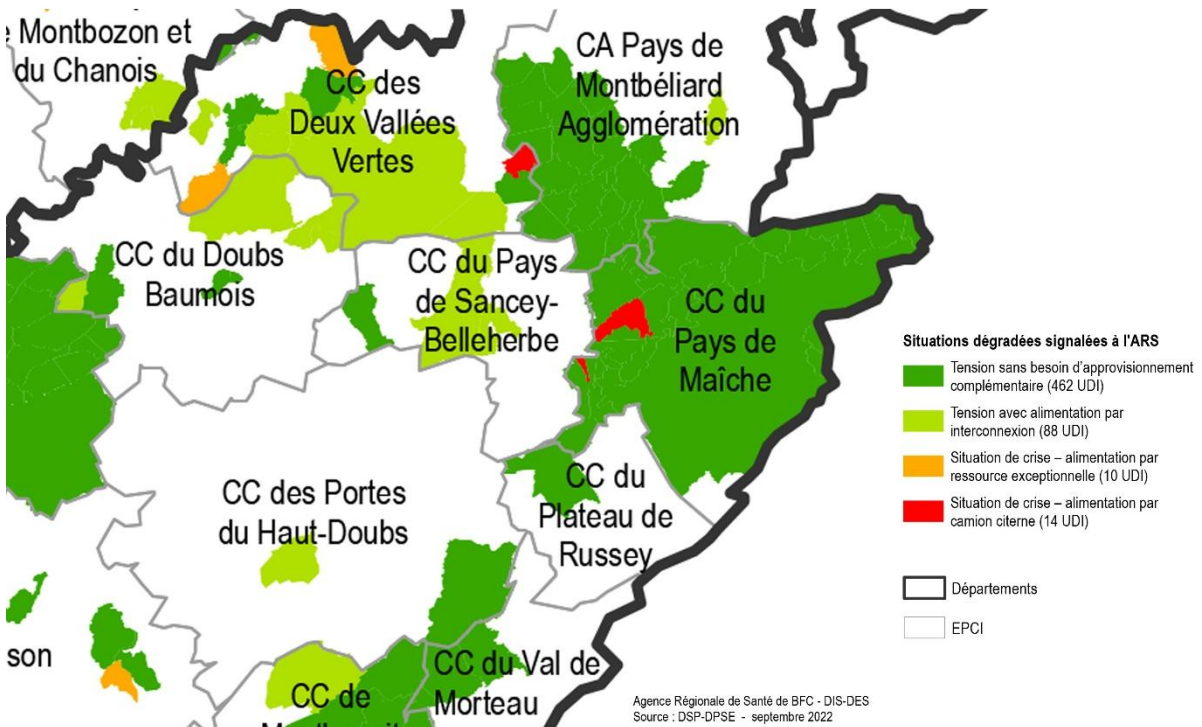 Montbozon et
du Chanois
CC des
Deux Vallées
Vertes
CA Pays de
Montbéliard
Agglomération
CC du Doubs
Baumois
CC du Pays
de Sancey-
Belleherbe
CC du
Pays de
Maîche
CC des Portes
du Haut-Doubs
CC du
Plateau de
Russey
son
CC de
CC du Val de
Morteau
Situations dégradées signalées à l'ARS
Tension sans besoin d'approvisionnement
complémentaire (462 UDI)
Tension avec alimentation par
interconnexion (88 UDI)
Situation de crise – alimentation par
ressource exceptionnelle (10 UDI)
Situation de crise – alimentation par
camion citerne (14 UDI)
Départements
EPCI
Agence Régionale de Santé de BFC - DIS-DES
Source : DSP-DPSE - septembre 2022